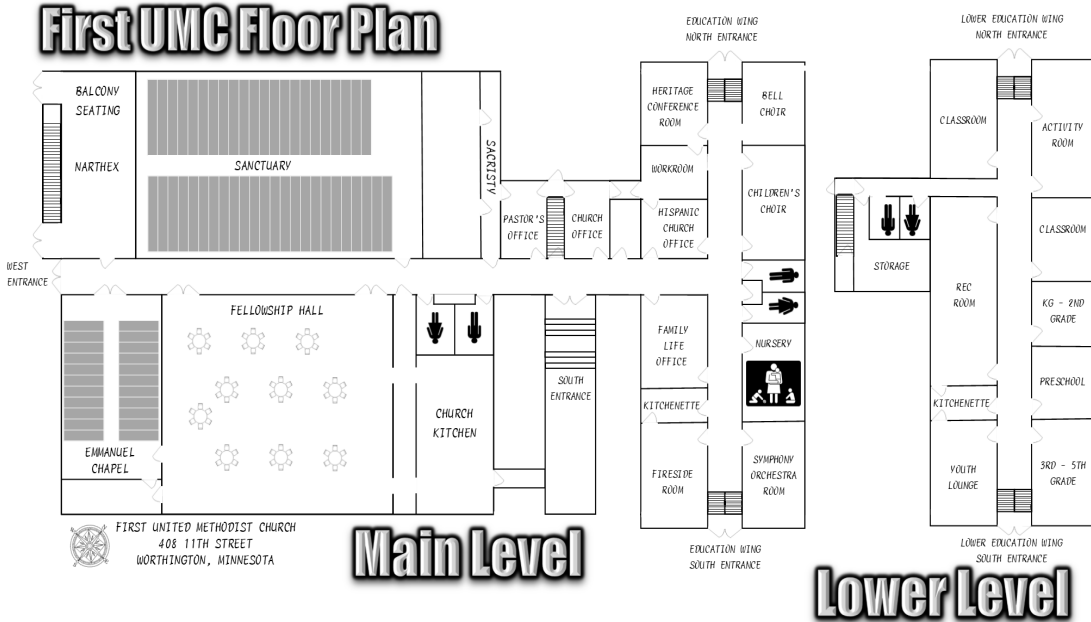 First UMC Floor Plan
EDUCATION WING
NORTH ENTRANCE
LOWER EDUCATION WING
NORTH ENTRANCE
BALCONY
SEATING
NARTHEX
SANCTUARY
SACRISTY
HERITAGE
CONFERENCE
ROOM
BELL
CHOIR
WORKROOM
CHILDREN'S
CHOIR
PASTOR'S
OFFICE
CHURCH
OFFICE
HISPANIC
CHURCH
OFFICE
WEST
ENTRANCE
FELLOWSHIP HALL
FAMILY
LIFE
OFFICE
NURSERY
SOUTH
ENTRANCE
KITCHENETTE
CHURCH
KITCHEN
EMMANUEL
CHAPEL
FIRESIDE
ROOM
SYMPHONY
ORCHESTRA
ROOM
CLASSROOM
ACTIVITY
ROOM
CLASSROOM
STORAGE
REC
ROOM
KG - 2ND
GRADE
PRESCHOOL
KITCHENETTE
YOUTH
LOUNGE
3RD - 5TH
GRADE
FIRST UNITED METHODIST CHURCH
408 11TH STREET
WORTHINGTON, MINNESOTA
Main Level
EDUCATION WING
SOUTH ENTRANCE
LOWER EDUCATION WING
SOUTH ENTRANCE
Lower Level